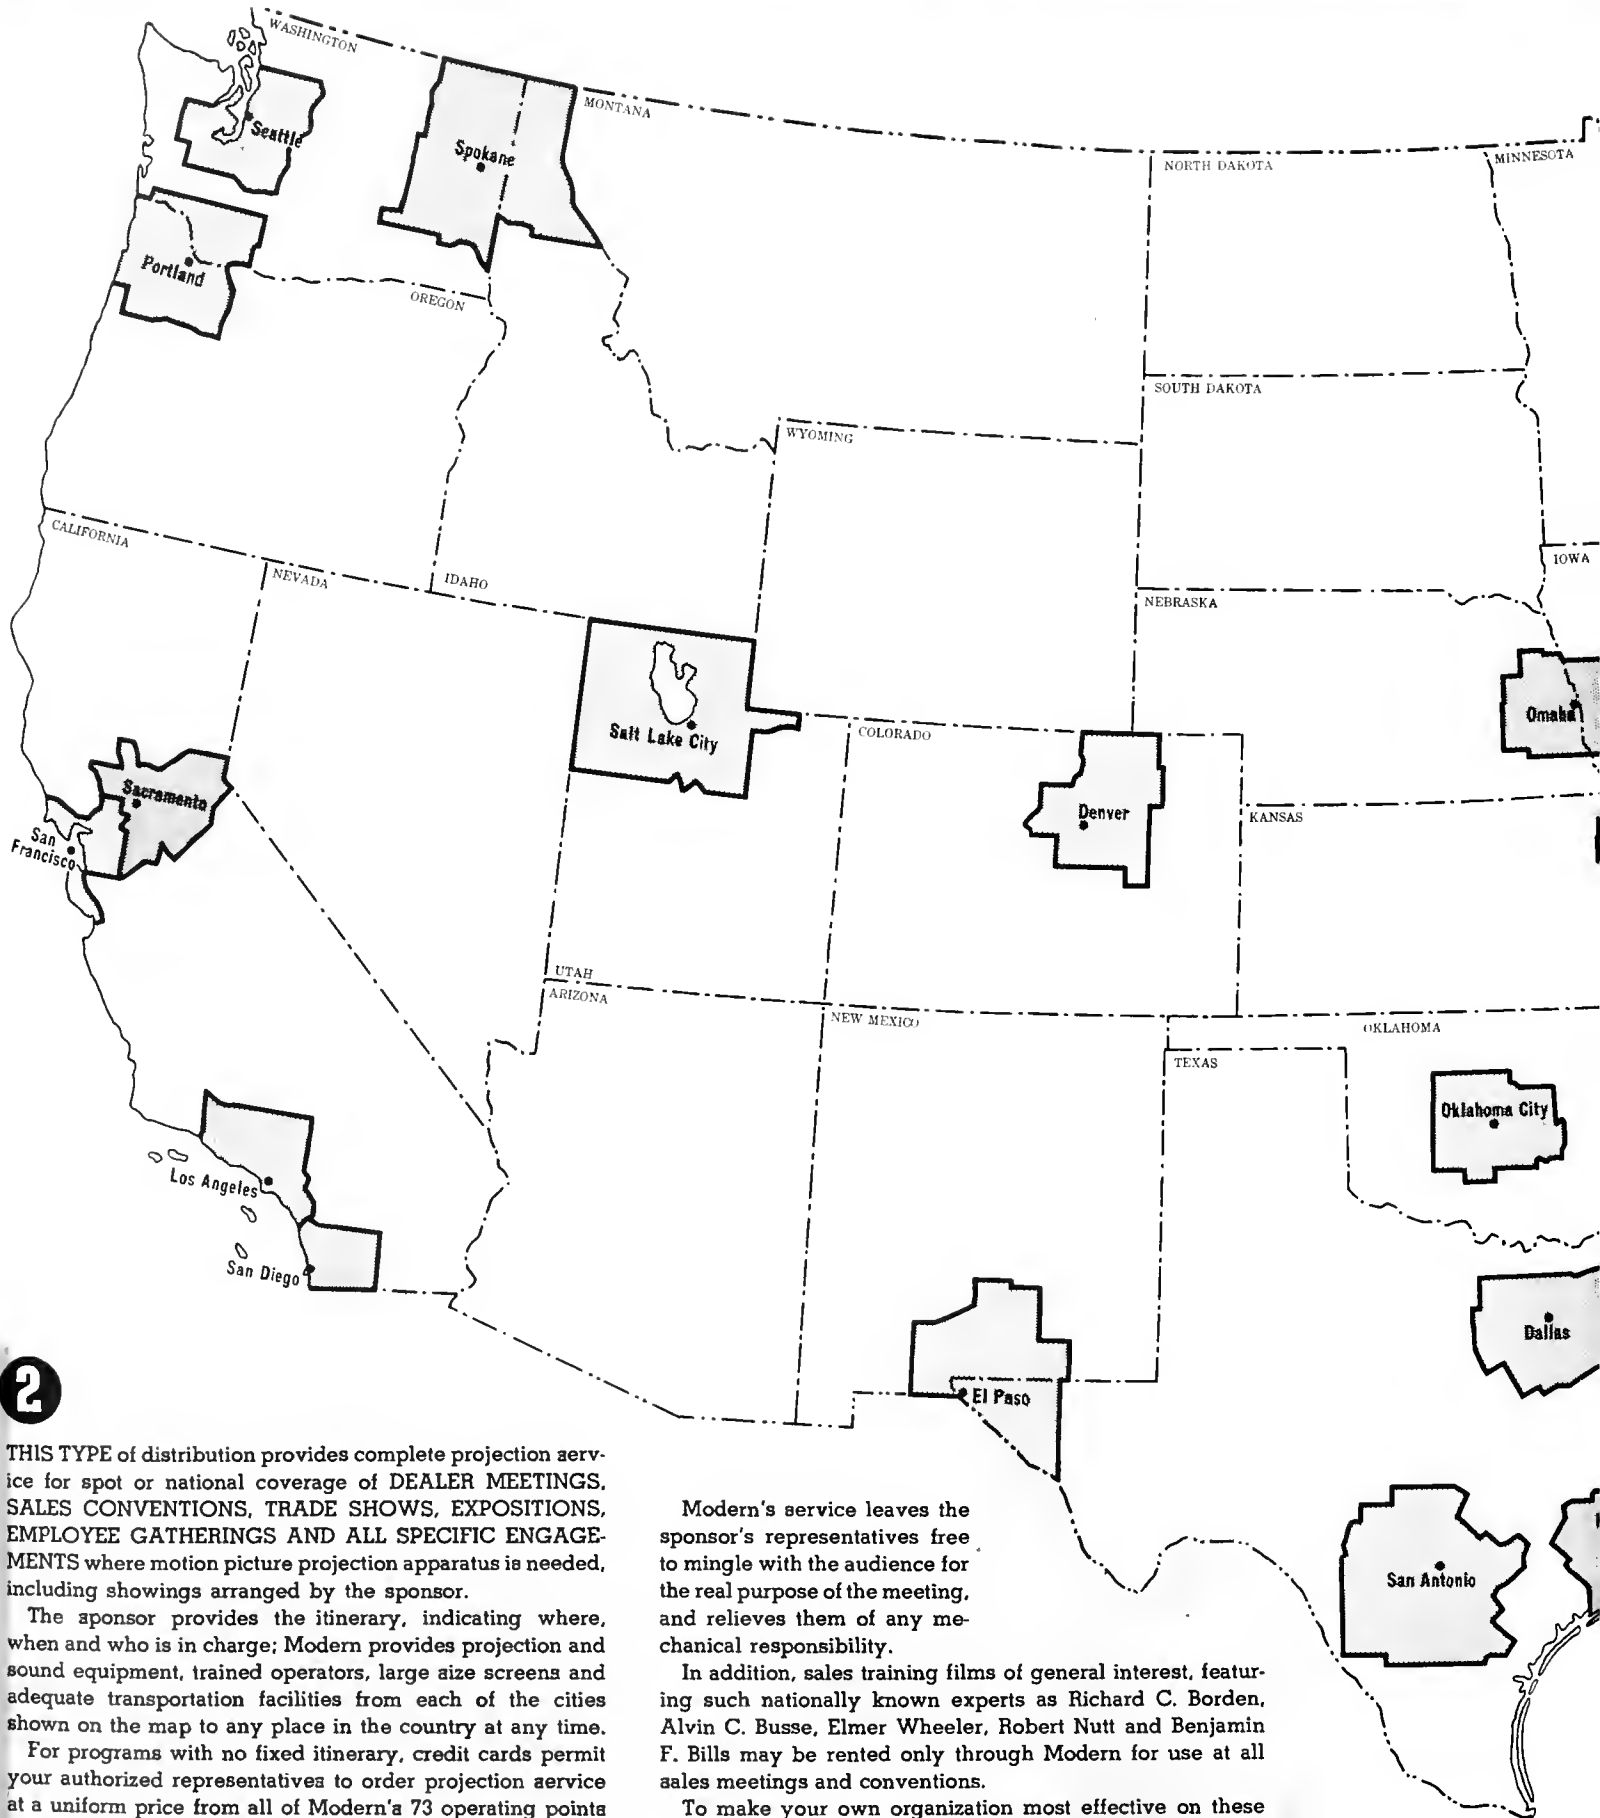 WASHINGTON
MONTANA
NORTH DAKOTA
MINNESOTA
Seattle
Spokane
Portland
OREGON
SOUTH DAKOTA
WYOMING
CALIFORNIA
NEVADA
IDAHO
IOWA
NEBRASKA
Omaha
Salt Lake City
COLORADO
Sacramento
Denver
KANSAS
San
Francisco
UTAH
ARIZONA
NEW MEXICO
OKLAHOMA
TEXAS
Oklahoma City
Los Angeles
San Diego
Dallas
El Paso
San Antonio
2
THIS TYPE of distribution provides complete projection serv-
ice for spot or national coverage of DEALER MEETINGS,
SALES CONVENTIONS, TRADE SHOWS, EXPOSITIONS,
EMPLOYEE GATHERINGS AND ALL SPECIFIC ENGAGE-
MENTS where motion picture projection apparatus is needed,
including showings arranged by the sponsor.
The sponsor provides the itinerary, indicating where,
when and who is in charge; Modern provides projection and
sound equipment, trained operators, large size screens and
adequate transportation facilities from each of the cities
shown on the map to any place in the country at any time.
For programs with no fixed itinerary, credit cards permit
your authorized representatives to order projection service
at a uniform price from all of Modern's 73 operating points
Modern's service leaves the
sponsor's representatives free
to mingle with the audience for
the real purpose of the meeting,
and relieves them of any me-
chanical responsibility.
In addition, sales training films of general interest, featur-
ing such nationally known experts as Richard C. Borden,
Alvin C. Busse, Elmer Wheeler, Robert Nutt and Benjamin
F. Bills may be rented only through Modern for use at all
sales meetings and conventions.
To make your own organization most effective on these